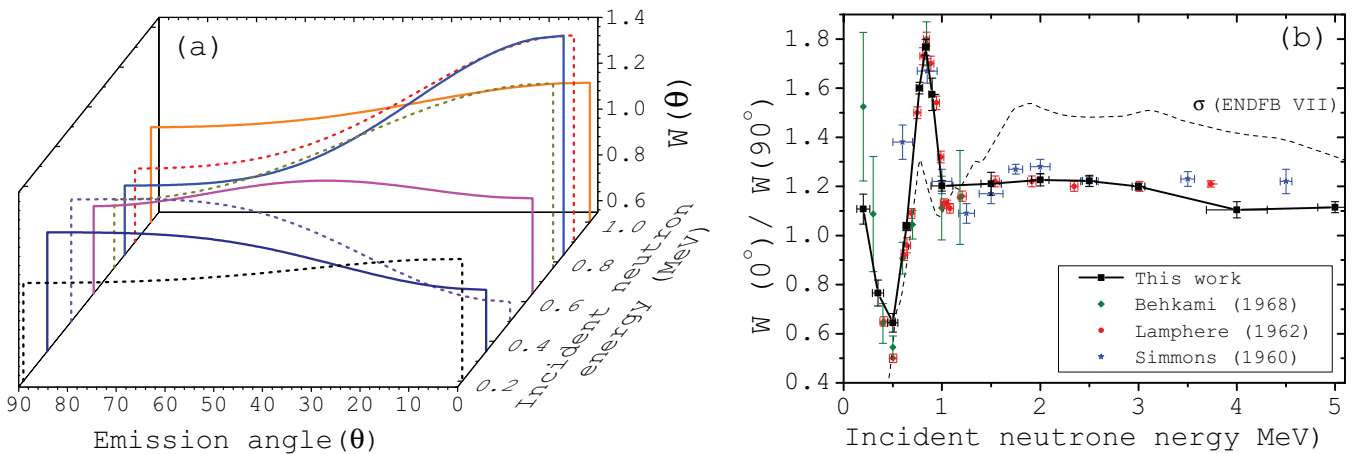 (a)
1.4
1.2
1.0
0.8
0.6
W(θ)
1.0
0.8
0.6
0.4
0.2
Incident neutron
energy (MeV)
90 80 70 60 50 40 30 20 10 0
Emission angle(θ)
(b)
1.8
1.6
1.4
1.2
1.0
0.8
0.6
0.4
W (0°)/ W(90°)
σ (ENDFB VII)
This work
Behkami (1968)
Lamphere (1962)
Simmons (1960)
0 1 2 3 4 5
Incident neutrone nergy MeV)